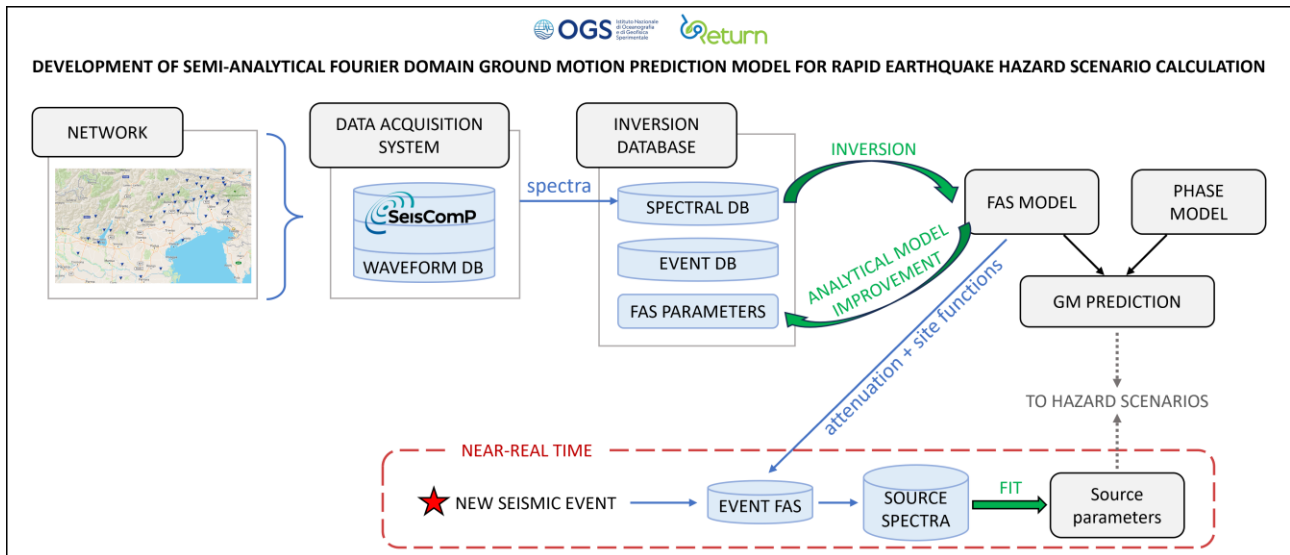 OGS
Istituto Nazionale
di Oceanografia
e di Geofisica
Sperimentale
Return
DEVELOPMENT OF SEMI-ANALYTICAL FOURIER DOMAIN GROUND MOTION PREDICTION MODEL FOR RAPID EARTHQUAKE HAZARD SCENARIO CALCULATION
NETWORK
DATA ACQUISITION
SYSTEM
SeisComP
WAVEFORM DB
spectra
INVERSION
DATABASE
SPECTRAL DB
EVENT DB
FAS PARAMETERS
INVERSION
ANALYTICAL MODEL
IMPROVEMENT
FAS MODEL
PHASE
MODEL
GM PREDICTION
attenuation + site functions
TO HAZARD SCENARIOS
NEAR-REAL TIME
NEW SEISMIC EVENT
EVENT FAS
SOURCE
SPECTRA
FIT
Source
parameters